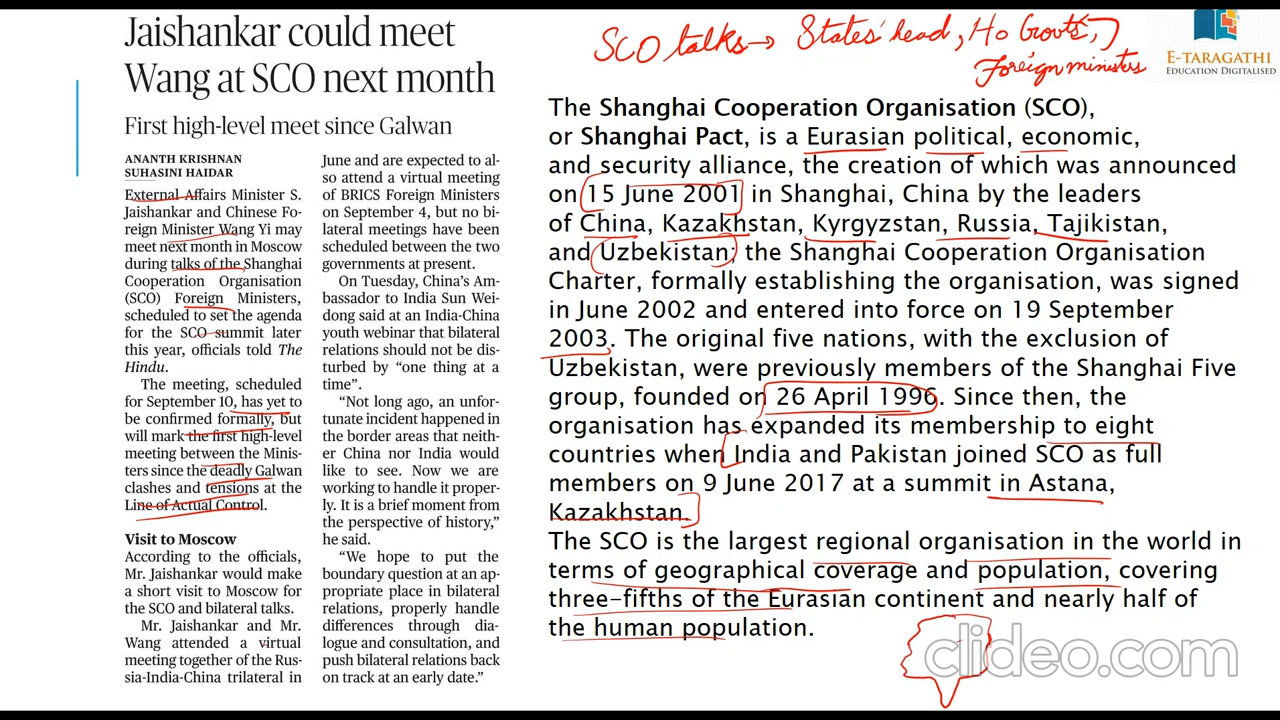 Jaishankar could meet
Wang at SCO next month
First high-level meet since Galwan
ANANTH KRISHNAN
SUHASINI HAIDAR
External Affairs Minister S.
Jaishankar and Chinese Fo-
reign Minister Wang Yi may
meet next month in Moscow
during talks of the Shanghai
Cooperation Organisation
(SCO) Foreign Ministers,
scheduled to set the agenda
for the SCO summit later
this year, officials told The
Hindu.
The meeting, scheduled
for September 10, has yet to
be confirmed formally, but
will mark the first high-level
meeting between the Minis-
ters since the deadly Galwan
clashes and tensions at the
Line of Actual Control.
Visit to Moscow
According to the officials,
Mr. Jaishankar would make
a short visit to Moscow for
the SCO and bilateral talks.
Mr. Jaishankar and Mr.
Wang attended a virtual
meeting together of the Rus-
sia-India-China trilateral in
June and are expected to al-
so attend a virtual meeting
of BRICS Foreign Ministers
on September 4, but no bi-
lateral meetings have been
scheduled between the two
governments at present.
On Tuesday, China's Am-
bassador to India Sun Wei-
dong said at an India-China
youth webinar that bilateral
relations should not be dis-
turbed by "one thing at a
time".
"Not long ago, an unfor-
tunate incident happened in
the border areas that neith-
er China nor India would
like to see. Now we are
working to handle it proper-
ly. It is a brief moment from
the perspective of history,"
he said.
"We hope to put the
boundary question at an ap-
propriate place in bilateral
relations, properly handle
differences through dia-
logue and consultation, and
push bilateral relations back
on track at an early date."
SCO talks → States' head, Ho Govts',
Foreign ministers
E-TARAGATHI
EDUCATION DIGITALISED
The Shanghai Cooperation Organisation (SCO),
or Shanghai Pact, is a Eurasian political, economic,
and security alliance, the creation of which was announced
on 15 June 2001 in Shanghai, China by the leaders
of China, Kazakhstan, Kyrgyzstan, Russia, Tajikistan,
and Uzbekistan; the Shanghai Cooperation Organisation
Charter, formally establishing the organisation, was signed
in June 2002 and entered into force on 19 September
2003. The original five nations, with the exclusion of
Uzbekistan, were previously members of the Shanghai Five
group, founded on 26 April 1996. Since then, the
organisation has expanded its membership to eight
countries when India and Pakistan joined SCO as full
members on 9 June 2017 at a summit in Astana,
Kazakhstan.
The SCO is the largest regional organisation in the world in
terms of geographical coverage and population, covering
three-fifths of the Eurasian continent and nearly half of
the human population.
clideo.com